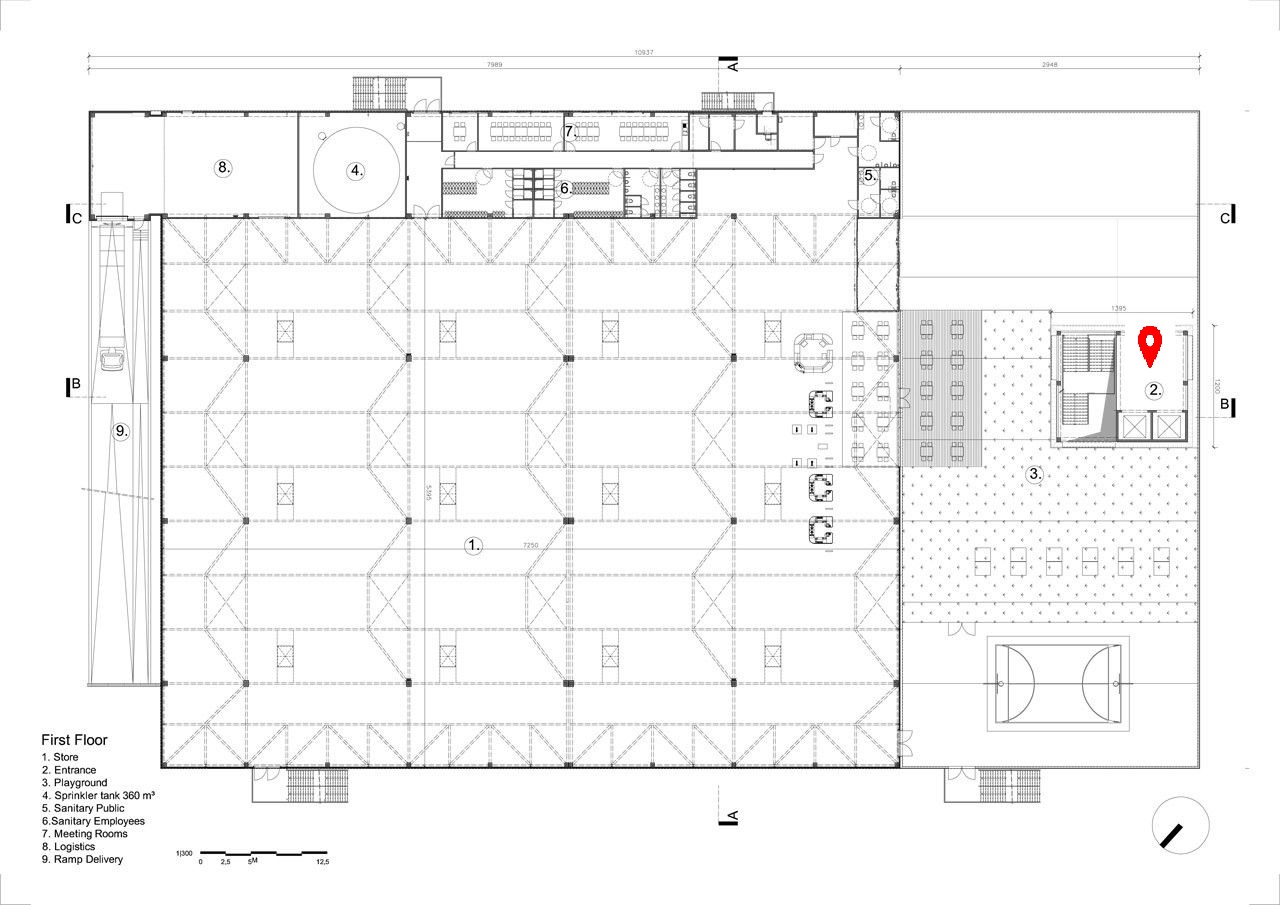 10937
A
7989
2948
7.
8.
4.
5.
6.
C
C
1395
2.
1200
B
B
9.
3.
5395
1.
7250
First Floor
1. Store
2. Entrance
3. Playground
4. Sprinkler tank 360 m³
5. Sanitary Public
6.Sanitary Employees
7. Meeting Rooms
8. Logistics
9. Ramp Delivery
A
1|300
0 2,5 5M 12,5